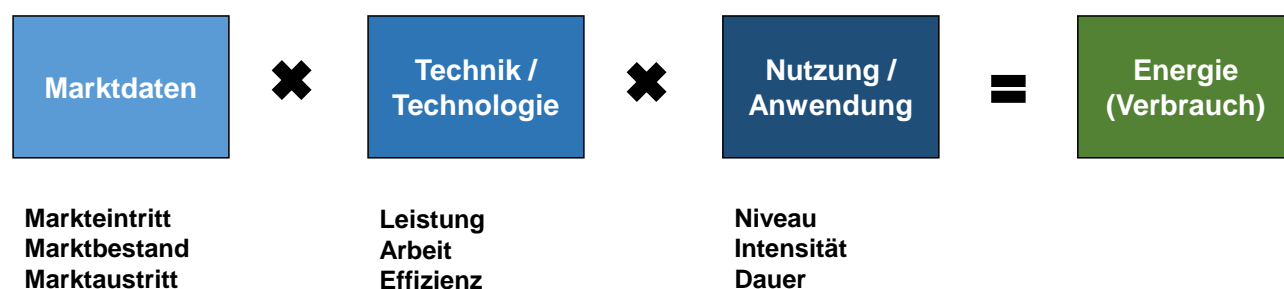 Marktdaten
✖
Technik /
Technologie
✖
Nutzung /
Anwendung
=
Energie
(Verbrauch)
Markteintritt
Marktbestand
Marktaustritt
Leistung
Arbeit
Effizienz
Niveau
Intensität
Dauer